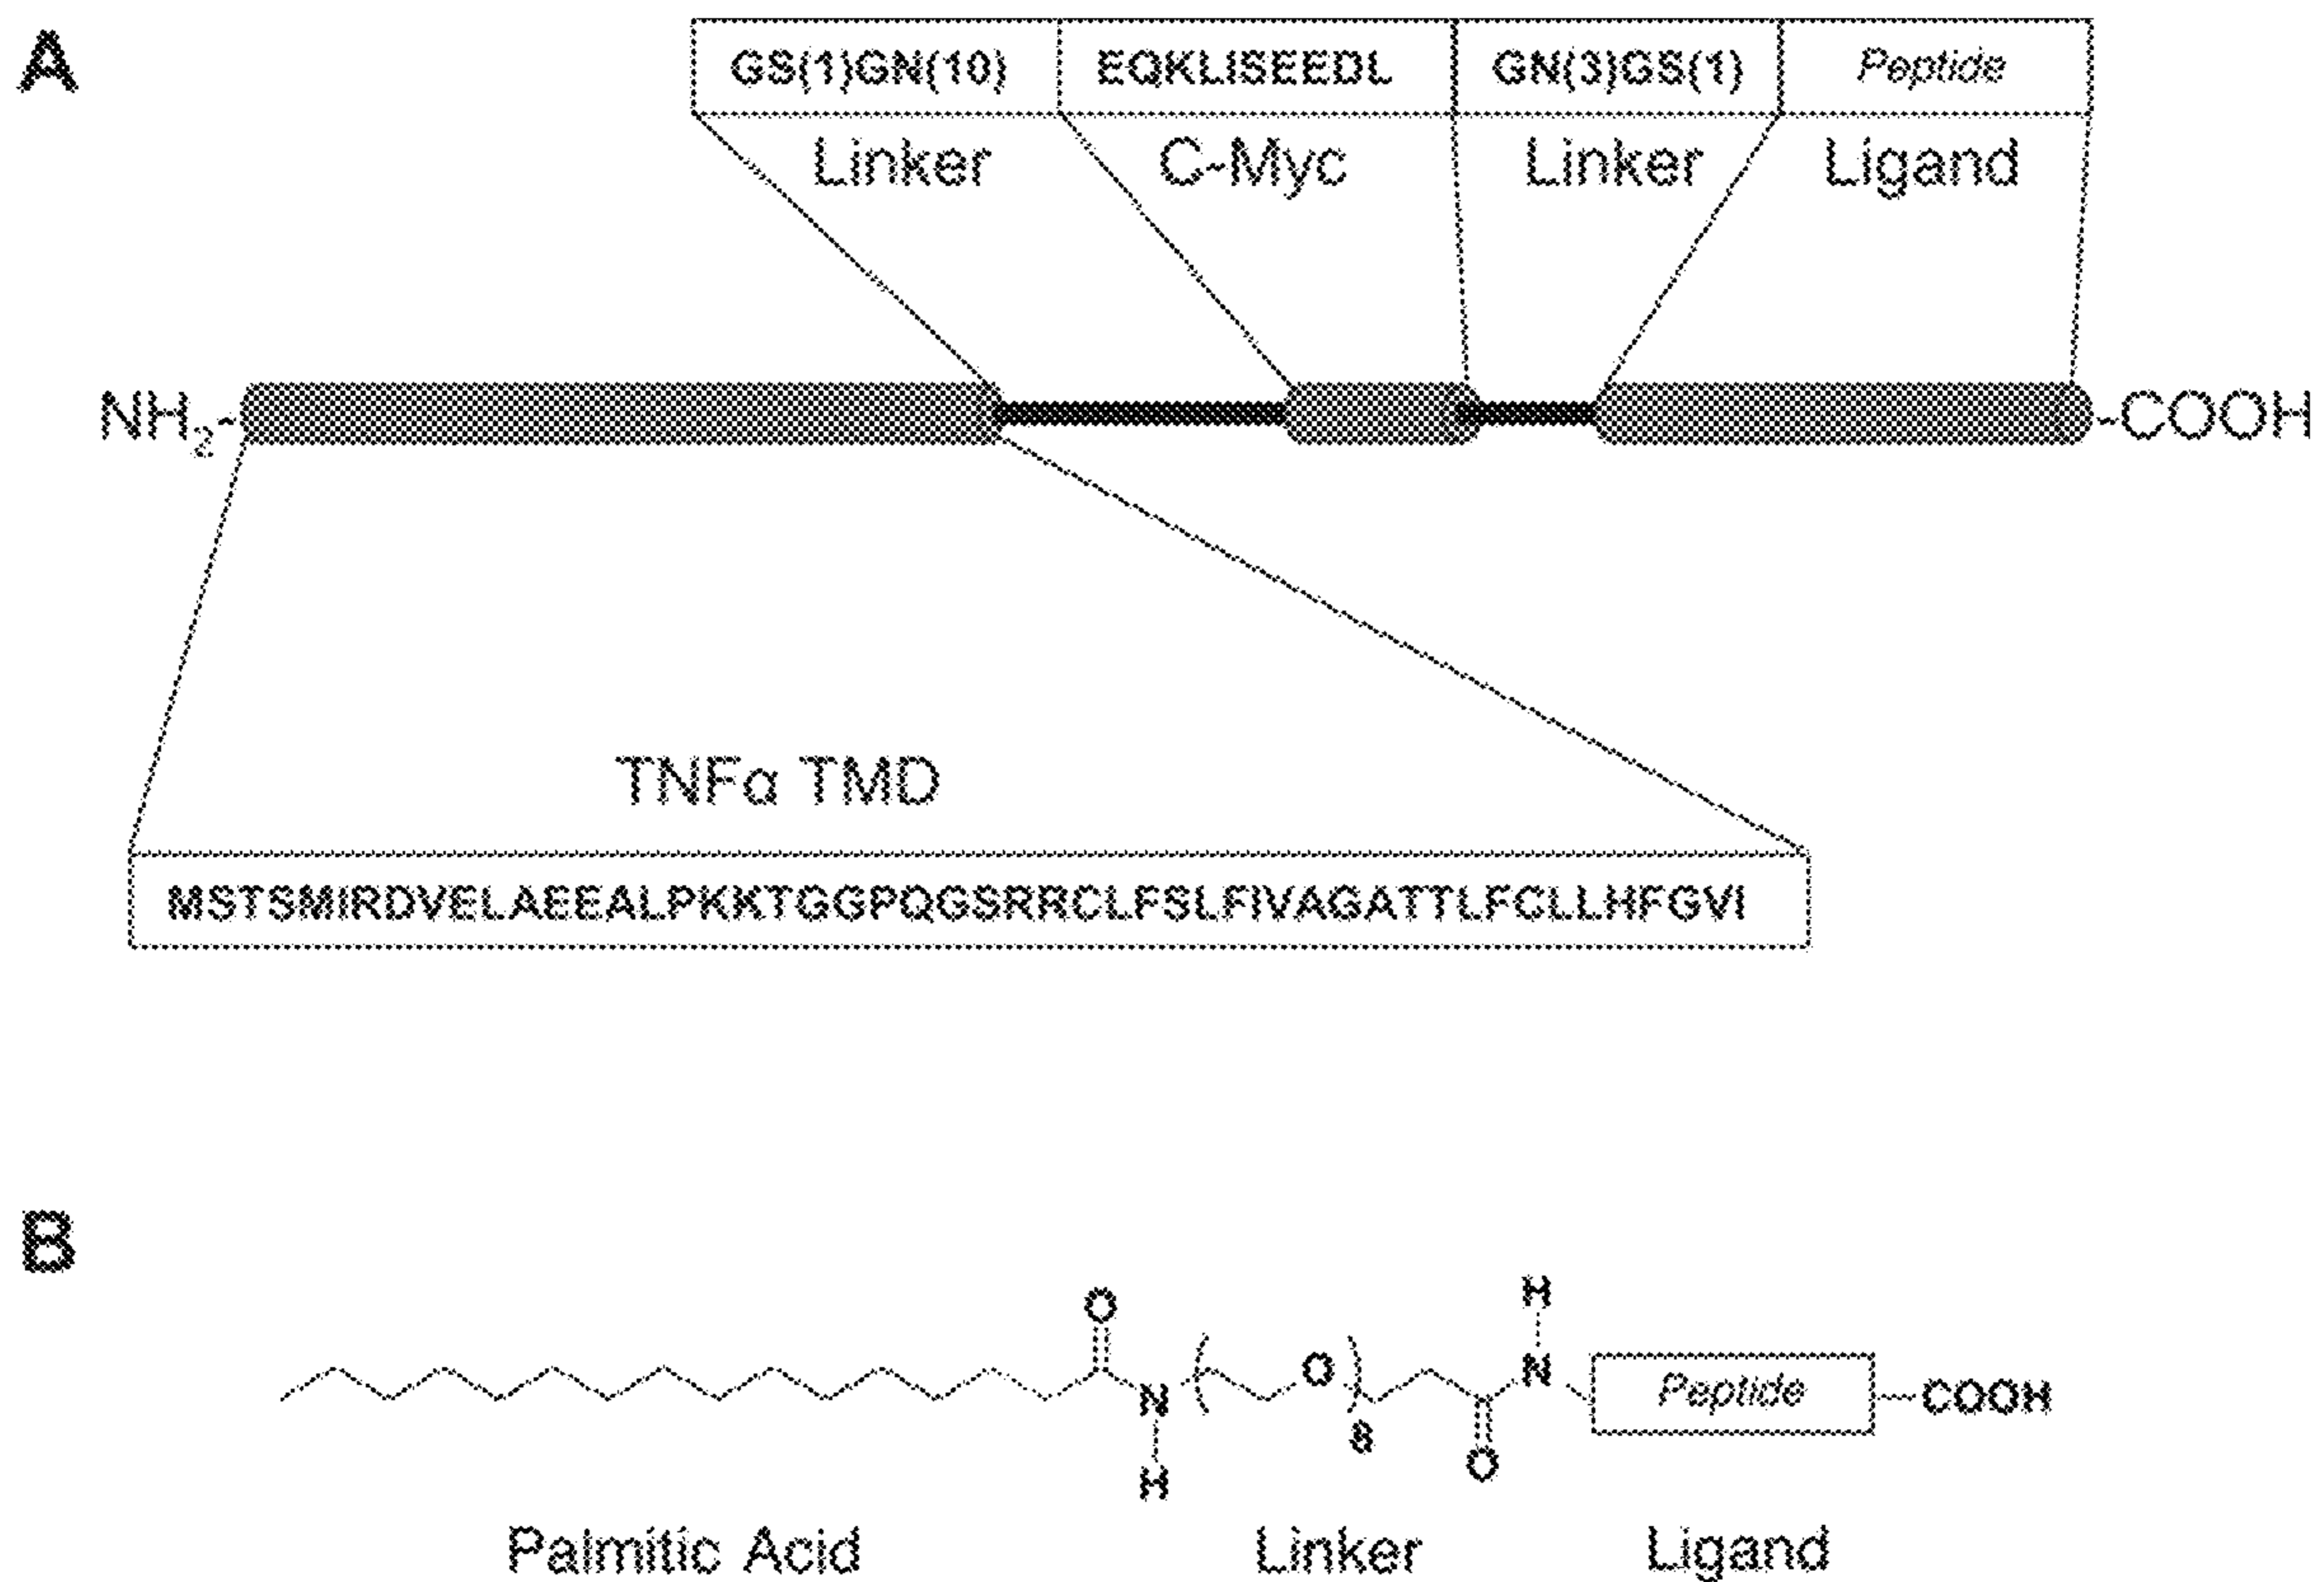 A
GS(1)GN(10) EQKLISEEDL GN(3)GS(1) Peptide
Linker C-Myc Linker Ligand
NH2- -COOH
TNFα TMD
MSTSMIRDVELAEEALPKKTGGPQGSRRCLFSLFIVAGATTLFCLLHFGVI
B
O H
N O N Peptide COOH
8
H O
Palmitic Acid Linker Ligand